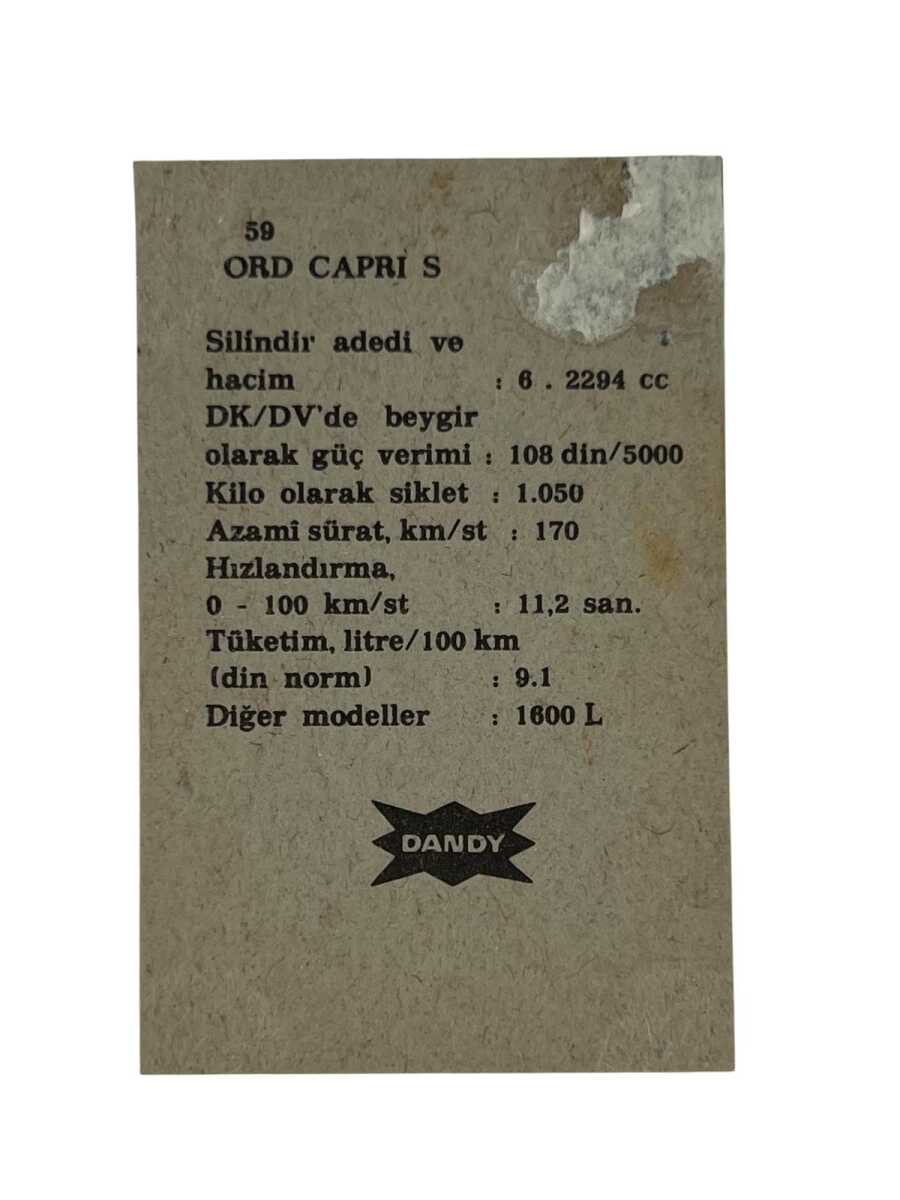 59
ORD CAPRI S
Silindir adedi ve
hacim : 6 . 2294 cc
DK/DV'de beygir
olarak güç verimi : 108 din/5000
Kilo olarak siklet : 1.050
Azamî sürat, km/st : 170
Hızlandırma,
0 - 100 km/st : 11,2 san.
Tüketim, litre/100 km
(din norm) : 9.1
Diğer modeller : 1600 L
DANDY